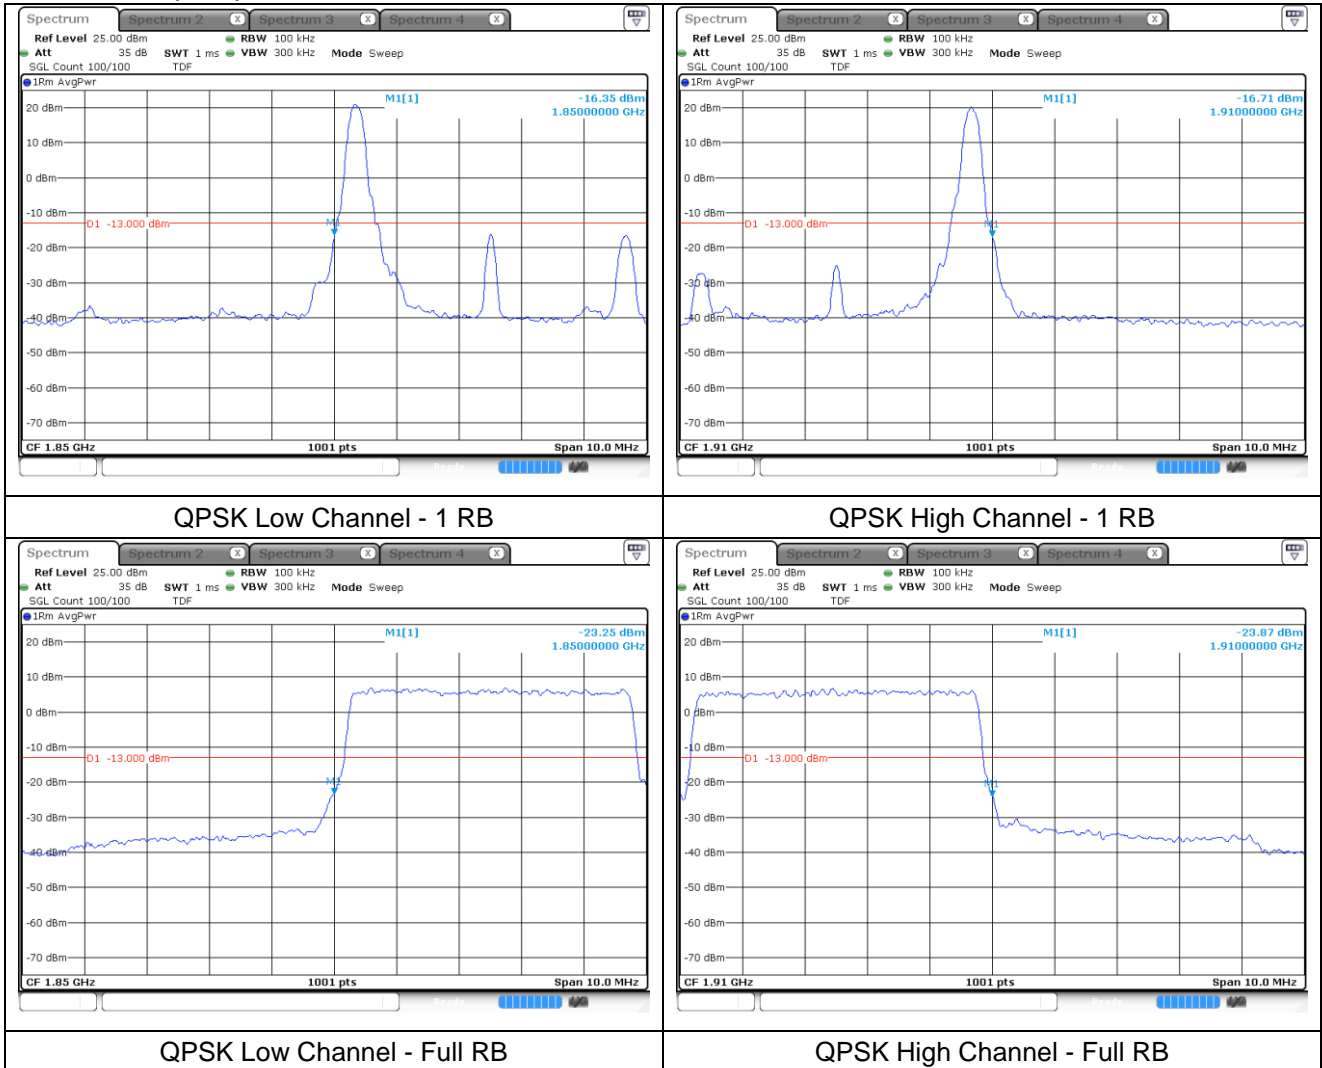 Spectrum Spectrum 2 X Spectrum 3 X Spectrum 4 X
Ref Level 25.00 dBm RBW 100 kHz
Att 35 dB SWT 1 ms VBW 300 kHz Mode Sweep
SGL Count 100/100 TDF
1Rm AvgPwr
M1[1] -16.35 dBm
1.85000000 GHz
20 dBm
10 dBm
0 dBm
-10 dBm
D1 -13.000 dBm
M1
-20 dBm
-30 dBm
-40 dBm
-50 dBm
-60 dBm
-70 dBm
CF 1.85 GHz 1001 pts Span 10.0 MHz
Ready
QPSK Low Channel - 1 RB
Spectrum Spectrum 2 X Spectrum 3 X Spectrum 4 X
Ref Level 25.00 dBm RBW 100 kHz
Att 35 dB SWT 1 ms VBW 300 kHz Mode Sweep
SGL Count 100/100 TDF
1Rm AvgPwr
M1[1] -16.71 dBm
1.91000000 GHz
20 dBm
10 dBm
0 dBm
-10 dBm
D1 -13.000 dBm
M1
-20 dBm
-30 dBm
-40 dBm
-50 dBm
-60 dBm
-70 dBm
CF 1.91 GHz 1001 pts Span 10.0 MHz
Ready
QPSK High Channel - 1 RB
Spectrum Spectrum 2 X Spectrum 3 X Spectrum 4 X
Ref Level 25.00 dBm RBW 100 kHz
Att 35 dB SWT 1 ms VBW 300 kHz Mode Sweep
SGL Count 100/100 TDF
1Rm AvgPwr
M1[1] -23.25 dBm
1.85000000 GHz
20 dBm
10 dBm
0 dBm
-10 dBm
D1 -13.000 dBm
-20 dBm
M1
-30 dBm
-40 dBm
-50 dBm
-60 dBm
-70 dBm
CF 1.85 GHz 1001 pts Span 10.0 MHz
Ready
QPSK Low Channel - Full RB
Spectrum Spectrum 2 X Spectrum 3 X Spectrum 4 X
Ref Level 25.00 dBm RBW 100 kHz
Att 35 dB SWT 1 ms VBW 300 kHz Mode Sweep
SGL Count 100/100 TDF
1Rm AvgPwr
M1[1] -23.87 dBm
1.91000000 GHz
20 dBm
10 dBm
0 dBm
-10 dBm
D1 -13.000 dBm
-20 dBm
M1
-30 dBm
-40 dBm
-50 dBm
-60 dBm
-70 dBm
CF 1.91 GHz 1001 pts Span 10.0 MHz
Ready
QPSK High Channel - Full RB